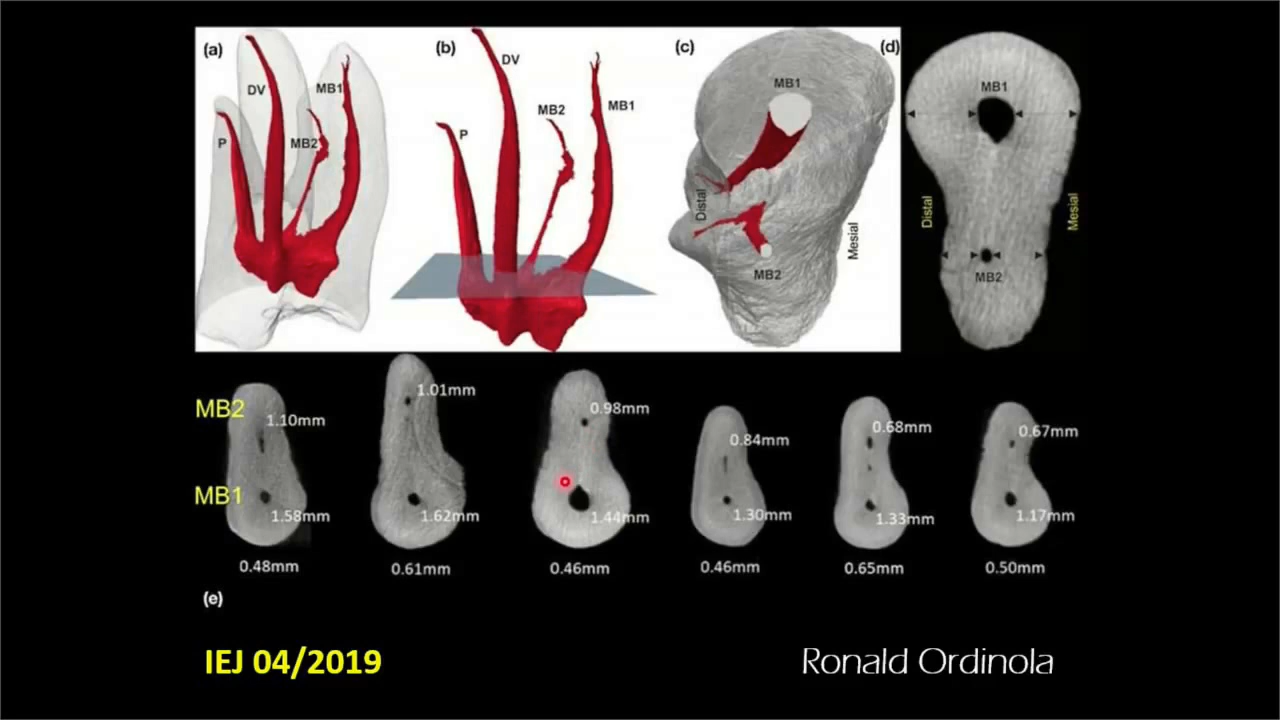 (a)
DV
MB1
P
MB2
(b)
DV
MB2
MB1
P
(c)
MB1
Distal
Mesial
MB2
(d)
MB1
Distal
Mesial
MB2
MB2
1.10mm
1.01mm
0.98mm
0.84mm
0.68mm
0.67mm
MB1
1.58mm
1.62mm
1.44mm
1.30mm
1.33mm
1.17mm
0.48mm
0.61mm
0.46mm
0.46mm
0.65mm
0.50mm
(e)
IEJ 04/2019
Ronald Ordinola